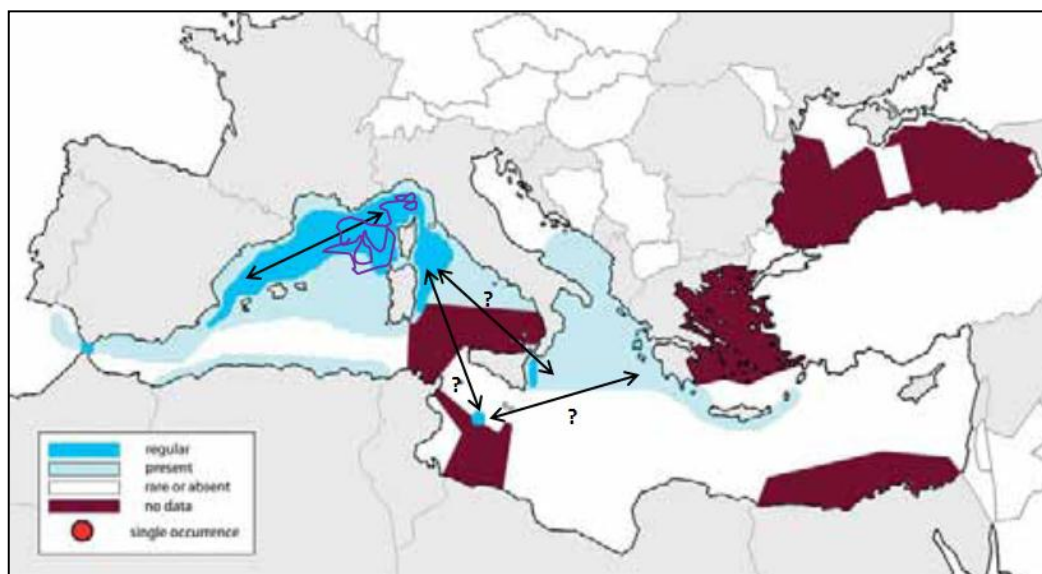 ?
?
?
regular
present
rare or absent
no data
single occurrence